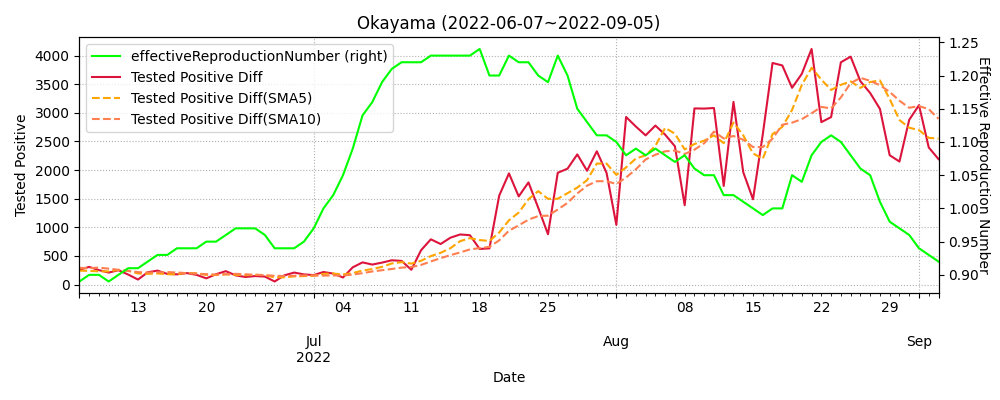 Okayama (2022-06-07~2022-09-05)
effectiveReproductionNumber (right)
Tested Positive Diff
Tested Positive Diff(SMA5)
Tested Positive Diff(SMA10)
Tested Positive
4000
3500
3000
2500
2000
1500
1000
500
0
1.25
1.20
1.15
1.10
1.05
1.00
0.95
0.90
Effective Reproduction Number
13 20 27 04 11 18 25 08 15 22 29
Jul Aug Sep
2022
Date